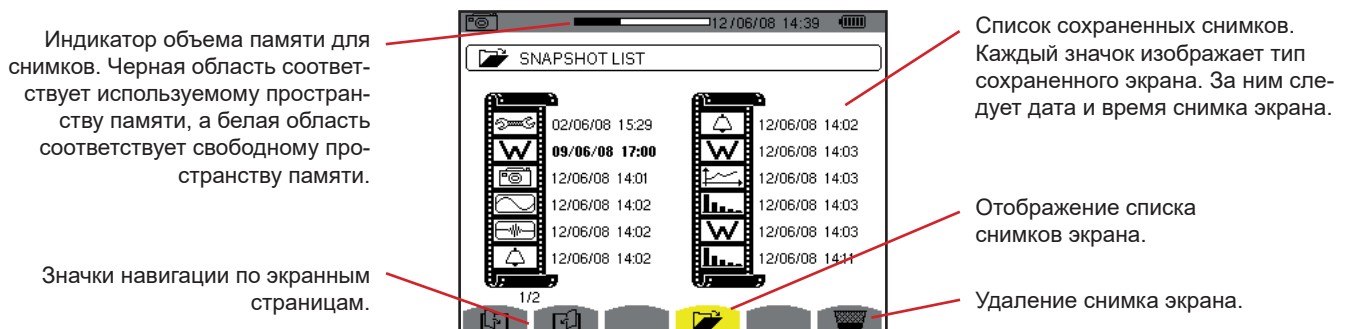 Индикатор объема памяти для
снимков. Черная область соответ-
ствует используемому простран-
ству памяти, а белая область
соответствует свободному про-
странству памяти.
Значки навигации по экранным
страницам.
12/06/08 14:39
SNAPSHOT LIST
02/06/08 15:29
09/06/08 17:00
12/06/08 14:01
12/06/08 14:02
12/06/08 14:02
12/06/08 14:02
1/2
12/06/08 14:02
12/06/08 14:03
12/06/08 14:03
12/06/08 14:03
12/06/08 14:03
12/06/08 14:11
Список сохраненных снимков.
Каждый значок изображает тип
сохраненного экрана. За ним сле-
дует дата и время снимка экрана.
Отображение списка
снимков экрана.
Удаление снимка экрана.